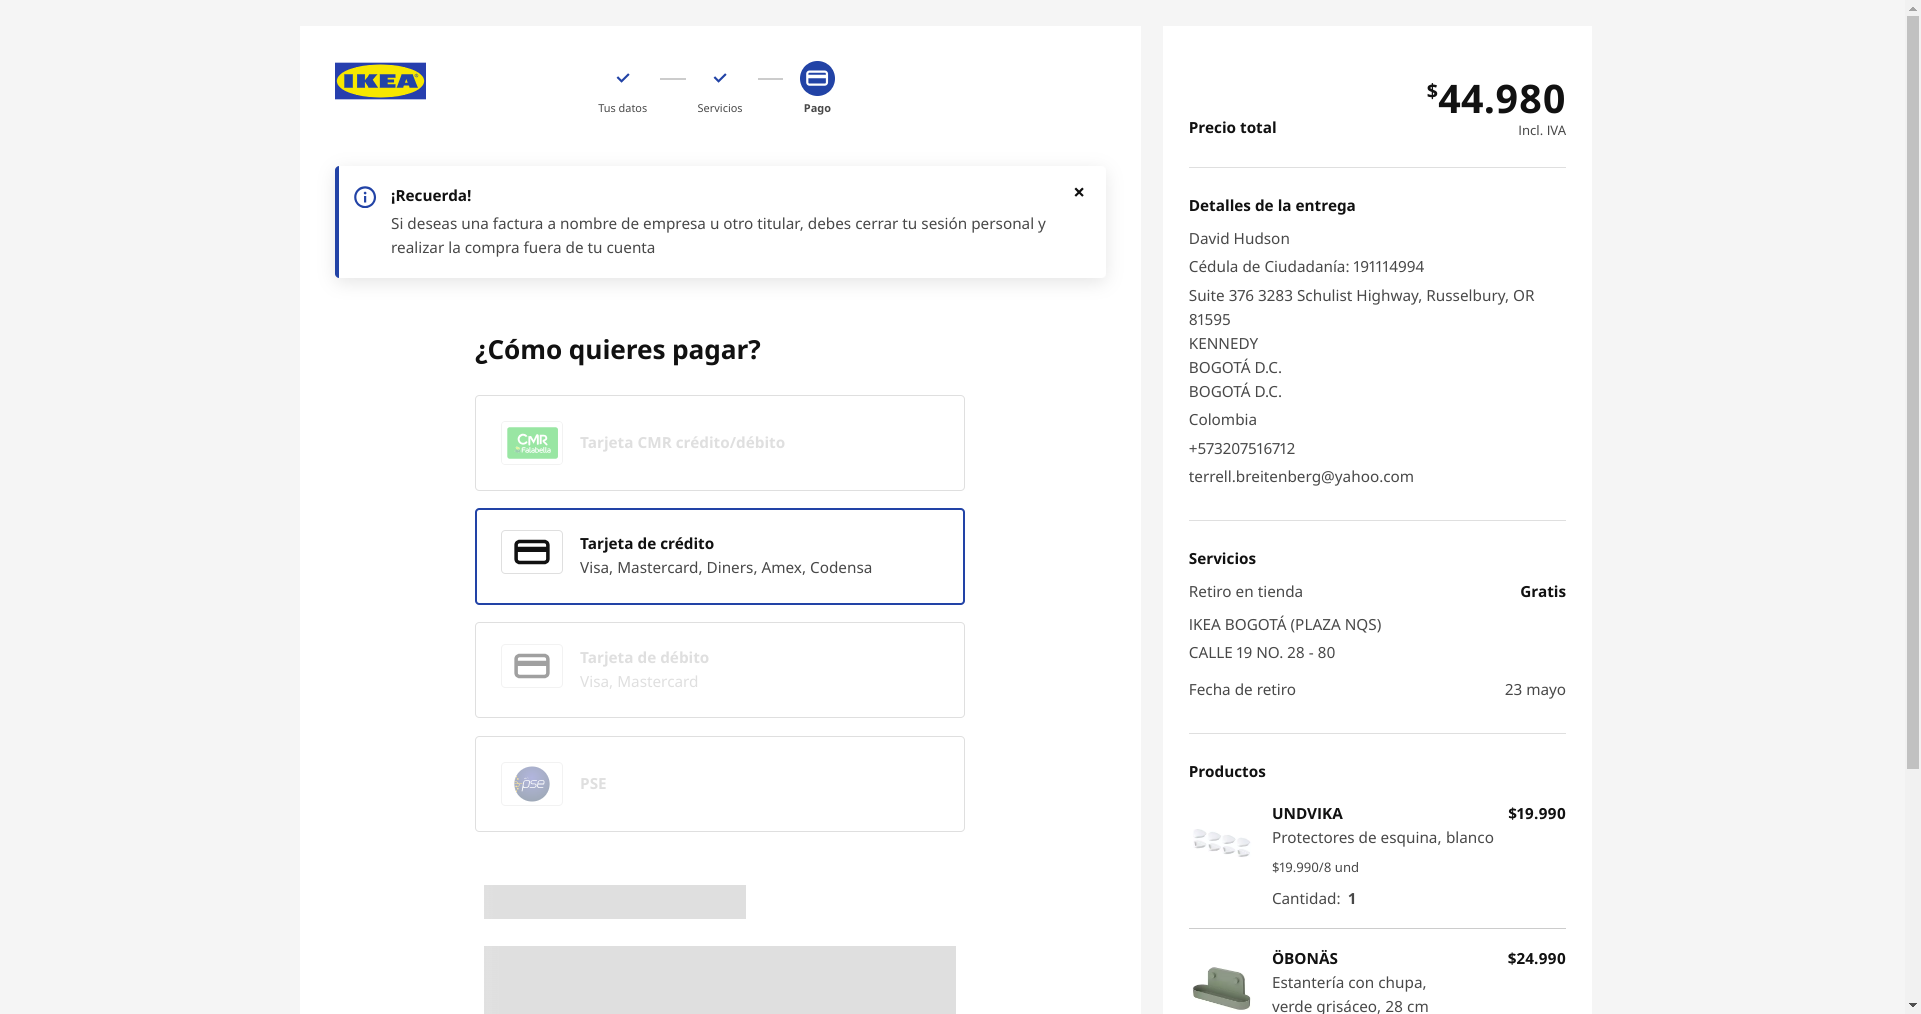 IKEA
Tus datos
Servicios
Pago
¡Recuerda!
Si deseas una factura a nombre de empresa u otro titular, debes cerrar tu sesión personal y
realizar la compra fuera de tu cuenta
¿Cómo quieres pagar?
CMR
Falabella
Tarjeta CMR crédito/débito
Tarjeta de crédito
Visa, Mastercard, Diners, Amex, Codensa
Tarjeta de débito
Visa, Mastercard
pse
PSE
Precio total
$44.980
Incl. IVA
Detalles de la entrega
David Hudson
Cédula de Ciudadanía: 191114994
Suite 376 3283 Schulist Highway, Russelbury, OR
81595
KENNEDY
BOGOTÁ D.C.
BOGOTÁ D.C.
Colombia
+573207516712
terrell.breitenberg@yahoo.com
Servicios
Retiro en tienda Gratis
IKEA BOGOTÁ (PLAZA NQS)
CALLE 19 NO. 28 - 80
Fecha de retiro 23 mayo
Productos
UNDVIKA $19.990
Protectores de esquina, blanco
$19.990/8 und
Cantidad: 1
ÖBONÄS $24.990
Estantería con chupa,
verde grisáceo, 28 cm